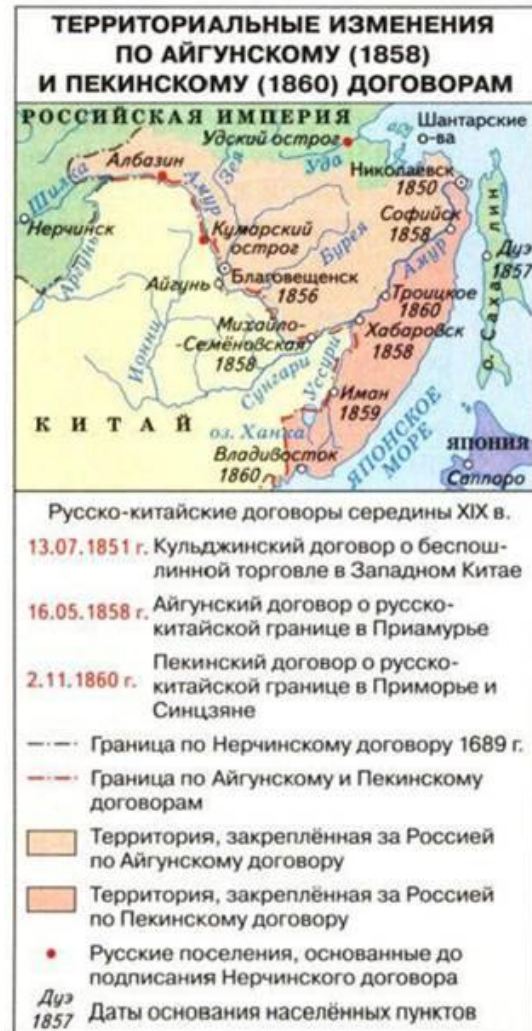 ТЕРРИТОРИАЛЬНЫЕ ИЗМЕНЕНИЯ
ПО АЙГУНСКОМУ (1858)
И ПЕКИНСКОМУ (1860) ДОГОВОРАМ
РОССИЙСКАЯ ИМПЕРИЯ
Шантарские
о-ва
Удский острог
Уда
Албазин
Зея
Николаевск
1850
Шилка
Амур
Софийск
1858
Нерчинск
Кумарский
острог
Бурея
Амур
Сахалин
о.
Дуэ
1857
Аргунь
Айгунь
Благовещенск
1856
Троицкое
1860
Михайло-
-Семёновская
1858
Хабаровск
1858
Нонни
Сунгари
Уссури
Иман
1859
КИТАЙ
оз. Ханка
ЯПОНСКОЕ
МОРЕ
ЯПОНИЯ
Владивосток
1860 г.
Саппоро
Русско-китайские договоры середины XIX в.
13.07.1851 г. Кульджинский договор о беспош-
линной торговле в Западном Китае
16.05.1858 г. Айгунский договор о русско-
китайской границе в Приамурье
2.11.1860 г. Пекинский договор о русско-
китайской границе в Приморье и
Синцзяне
Граница по Нерчинскому договору 1689 г.
Граница по Айгунскому и Пекинскому
договорам
Территория, закреплённая за Россией
по Айгунскому договору
Территория, закреплённая за Россией
по Пекинскому договору
Русские поселения, основанные до
подписания Нерчинского договора
Дуэ
1857
Даты основания населённых пунктов